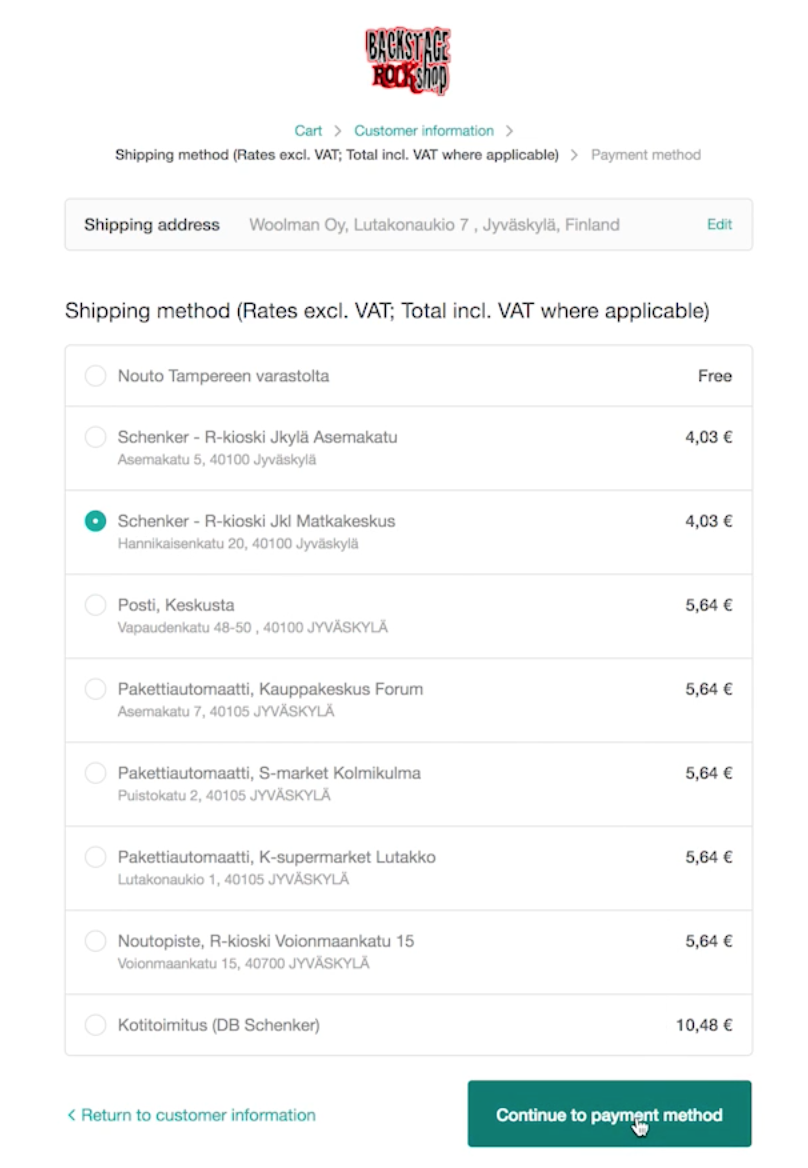 BACKSTAGE
ROCK shop
Cart > Customer information >
Shipping method (Rates excl. VAT; Total incl. VAT where applicable) > Payment method
Shipping address Woolman Oy, Lutakonaukio 7 , Jyväskylä, Finland Edit
Shipping method (Rates excl. VAT; Total incl. VAT where applicable)
Nouto Tampereen varastolta Free
Schenker - R-kioski Jkylä Asemakatu 4,03 €
Asemakatu 5, 40100 Jyväskylä
Schenker - R-kioski Jkl Matkakeskus 4,03 €
Hannikaisenkatu 20, 40100 Jyväskylä
Posti, Keskusta 5,64 €
Vapaudenkatu 48-50 , 40100 JYVÄSKYLÄ
Pakettiautomaatti, Kauppakeskus Forum 5,64 €
Asemakatu 7, 40105 JYVÄSKYLÄ
Pakettiautomaatti, S-market Kolmikulma 5,64 €
Puistokatu 2, 40105 JYVÄSKYLÄ
Pakettiautomaatti, K-supermarket Lutakko 5,64 €
Lutakonaukio 1, 40105 JYVÄSKYLÄ
Noutopiste, R-kioski Voionmaankatu 15 5,64 €
Voionmaankatu 15, 40700 JYVÄSKYLÄ
Kotitoimitus (DB Schenker) 10,48 €
< Return to customer information Continue to payment method